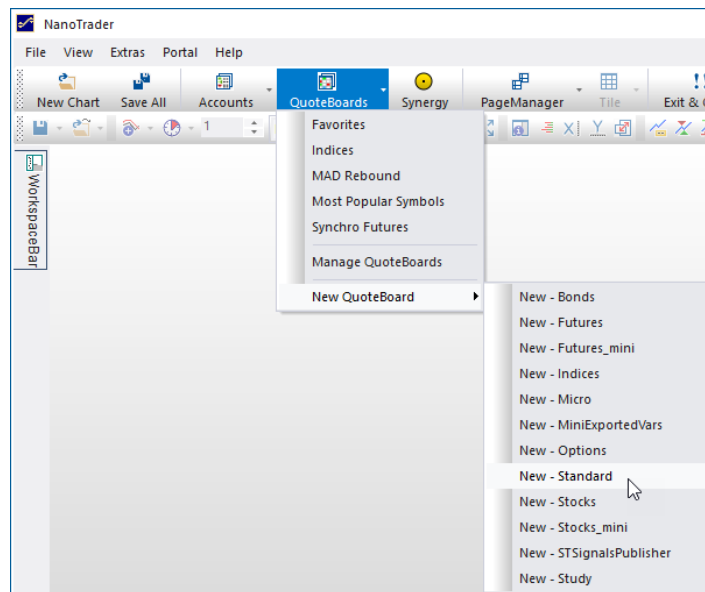 NanoTrader
File View Extras Portal Help
New Chart Save All Accounts QuoteBoards Synergy PageManager Tile Exit &
1
WorkspaceBar
Favorites
Indices
MAD Rebound
Most Popular Symbols
Synchro Futures
Manage QuoteBoards
New QuoteBoard
New - Bonds
New - Futures
New - Futures_mini
New - Indices
New - Micro
New - MiniExportedVars
New - Options
New - Standard
New - Stocks
New - Stocks_mini
New - STSignalsPublisher
New - Study